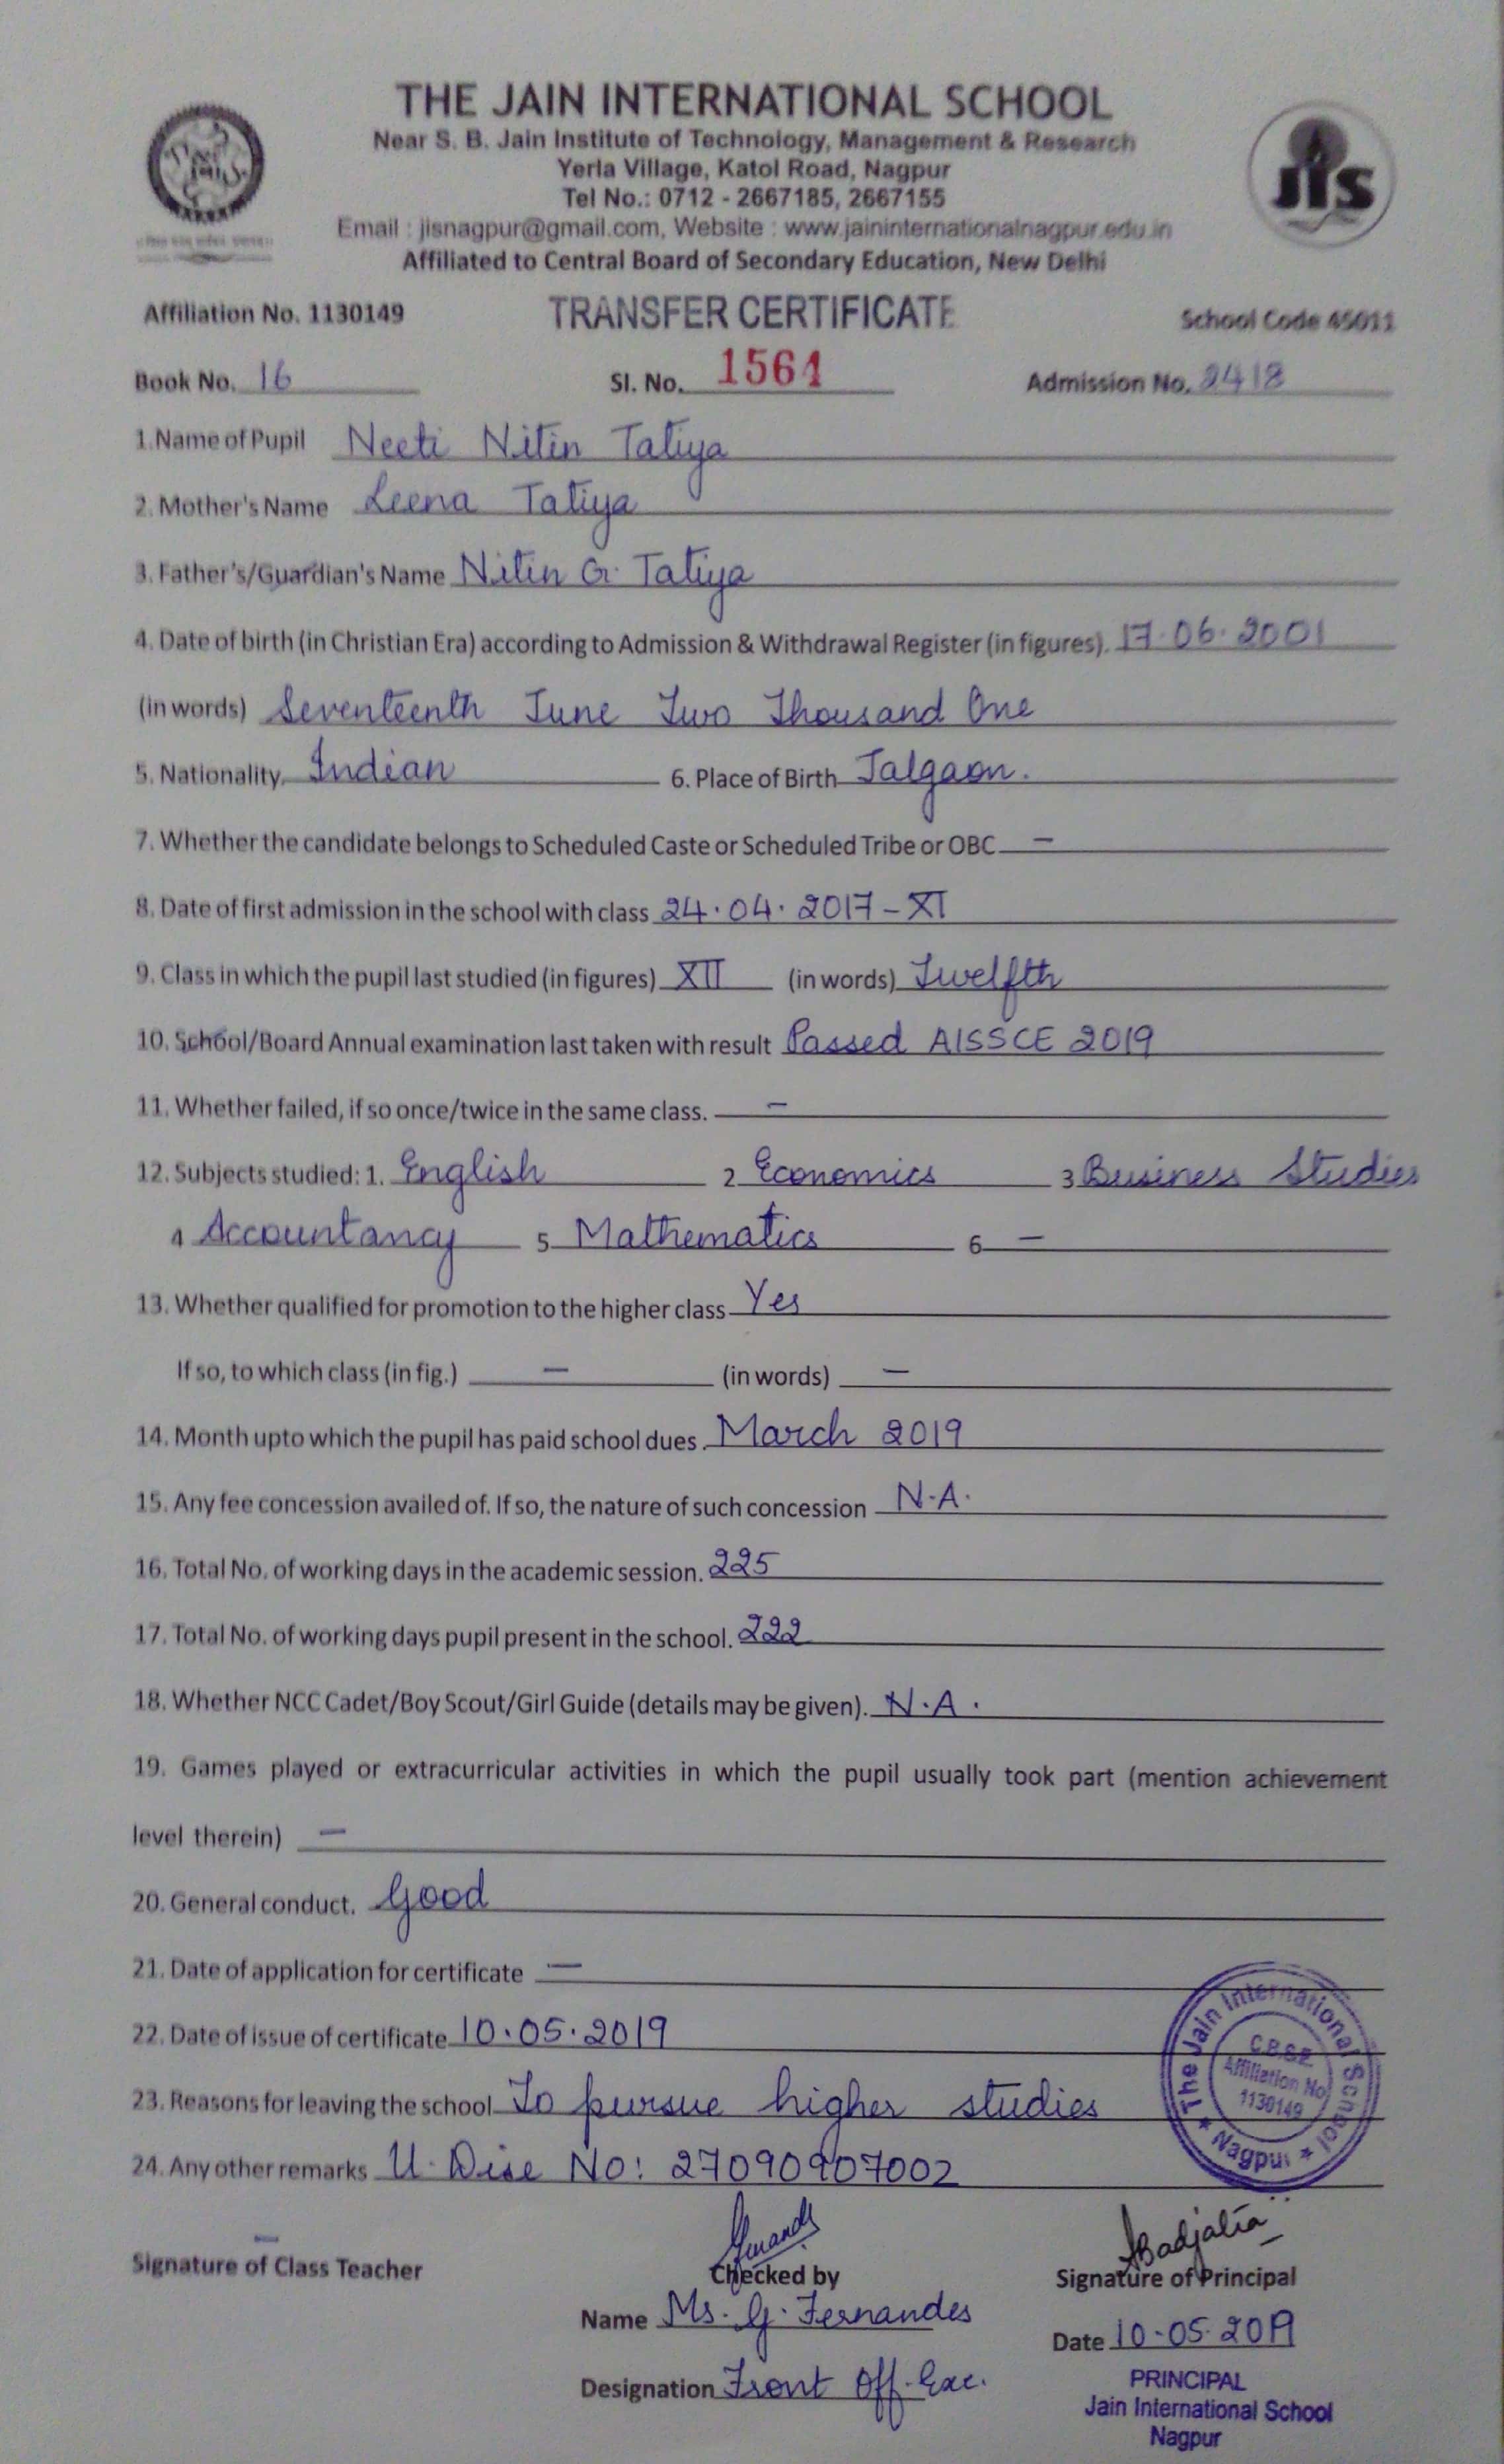 THE JAIN INTERNATIONAL SCHOOL
Near S. B. Jain Institute of Technology, Management & Research
Yerla Village, Katol Road, Nagpur
Tel No.: 0712 - 2667185, 2667155
Email : jisnagpur@gmail.com, Website : www.jaininternationalnagpur.edu.in
Affiliated to Central Board of Secondary Education, New Delhi
jis
Affiliation No. 1130149 TRANSFER CERTIFICATE School Code 45011
Book No. 16 Sl. No. 1561 Admission No. 2418
1.Name of Pupil Neeti Nitin Tatiya
2. Mother's Name Leena Tatiya
3. Father's/Guardian's Name Nitin G. Tatiya
4. Date of birth (in Christian Era) according to Admission & Withdrawal Register (in figures). 17.06.2001
(in words) Seventeenth June Two Thousand One
5. Nationality. Indian 6. Place of Birth Jalgaon.
7. Whether the candidate belongs to Scheduled Caste or Scheduled Tribe or OBC —
8. Date of first admission in the school with class 24.04.2017 - XI
9. Class in which the pupil last studied (in figures) XII (in words) Twelfth
10. School/Board Annual examination last taken with result Passed AISSCE 2019
11. Whether failed, if so once/twice in the same class. —
12. Subjects studied: 1. English 2 Economics 3 Business Studies
4 Accountancy 5 Mathematics 6 —
13. Whether qualified for promotion to the higher class Yes
If so, to which class (in fig.) — (in words) —
14. Month upto which the pupil has paid school dues. March 2019
15. Any fee concession availed of. If so, the nature of such concession N.A.
16. Total No. of working days in the academic session. 225
17. Total No. of working days pupil present in the school. 222
18. Whether NCC Cadet/Boy Scout/Girl Guide (details may be given). N.A.
19. Games played or extracurricular activities in which the pupil usually took part (mention achievement
level therein) —
20. General conduct. Good
21. Date of application for certificate —
22. Date of issue of certificate 10.05.2019
23. Reasons for leaving the school To pursue higher studies
24. Any other remarks U. Dise No: 27090907002
The Jain International School
C.B.S.E.
Affiliation No
1130149
★ Nagpur ★
—
Signature of Class Teacher Checked by Signature of Principal
Name Ms. G. Fernandes
Date 10-05-2019
Designation Front Off. Exc.
PRINCIPAL
Jain International School
Nagpur